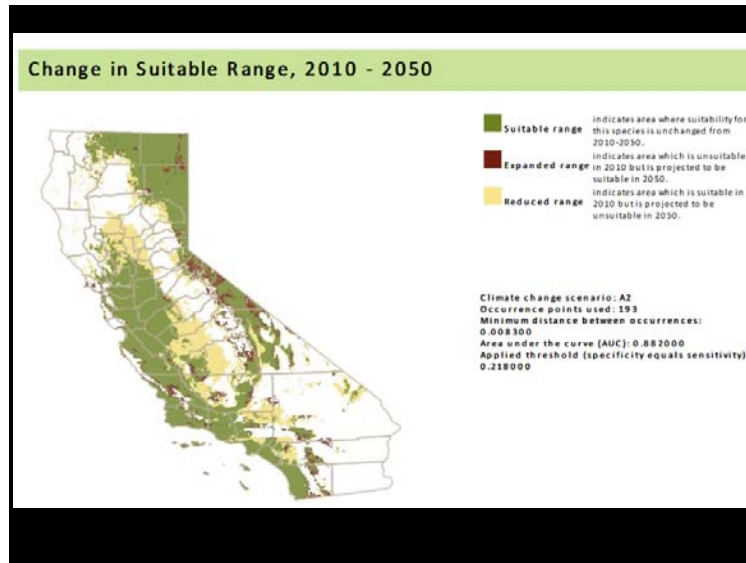 Change in Suitable Range, 2010 - 2050
Suitable range
indicates area where suitability for
this species is unchanged from
2010-2050.
Expanded range
indicates area which is unsuitable
in 2010 but is projected to be
suitable in 2050.
Reduced range
indicates area which is suitable in
2010 but is projected to be
unsuitable in 2050.
Climate change scenario: A2
Occurrence points used: 193
Minimum distance between occurrences:
0.008300
Area under the curve (AUC): 0.882000
Applied threshold (specificity equals sensitivity)
0.218000